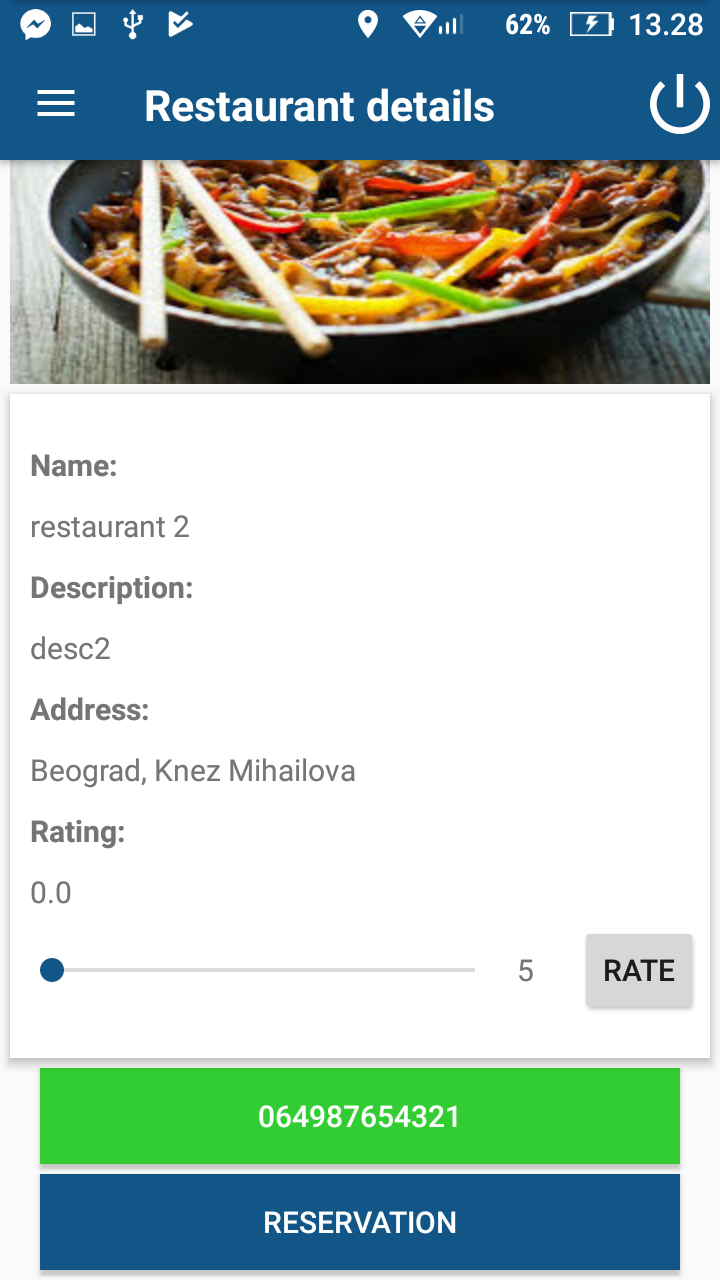 62% 13.28
Restaurant details
Name:
restaurant 2
Description:
desc2
Address:
Beograd, Knez Mihailova
Rating:
0.0
5 RATE
064987654321
RESERVATION